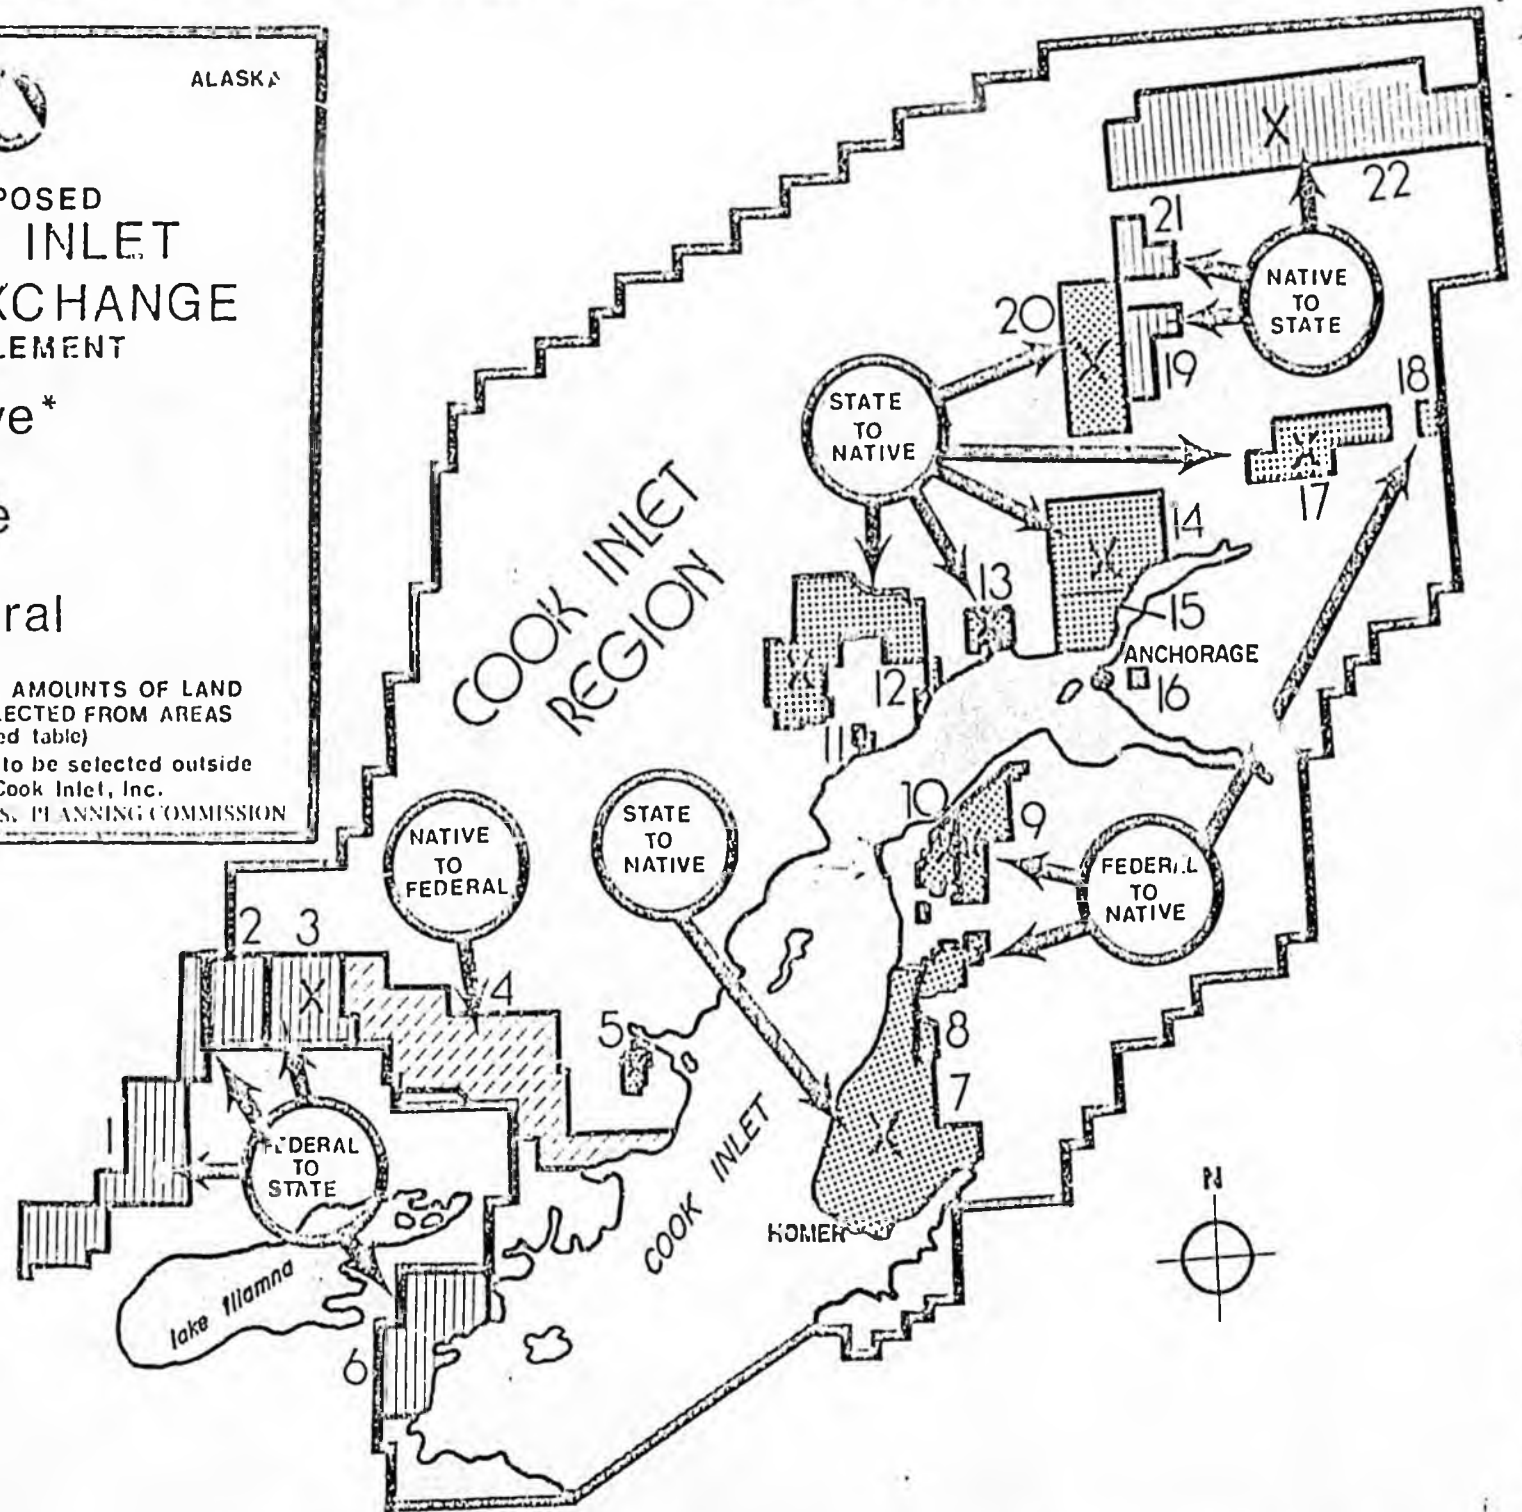 ALASKA
POSED
INLET
XCHANGE
LEMENT
ve*
e
ral
AMOUNTS OF LAND
LECTED FROM AREAS
ed table)
to be selected outside
Cook Inlet, Inc.
S. PLANNING COMMISSION
22
21
NATIVE
TO
STATE
20
19
18
STATE
TO
NATIVE
17
COOK INLET
REGION
14
13
15
ANCHORAGE
12
16
11
10
9
NATIVE
TO
FEDERAL
STATE
TO
NATIVE
FEDERAL
TO
NATIVE
2 3
4
5
8
7
1
FEDERAL
TO
STATE
COOK INLET
HOMER
N
lake Iliamna
6
X
X
X
X
X
X
X
X